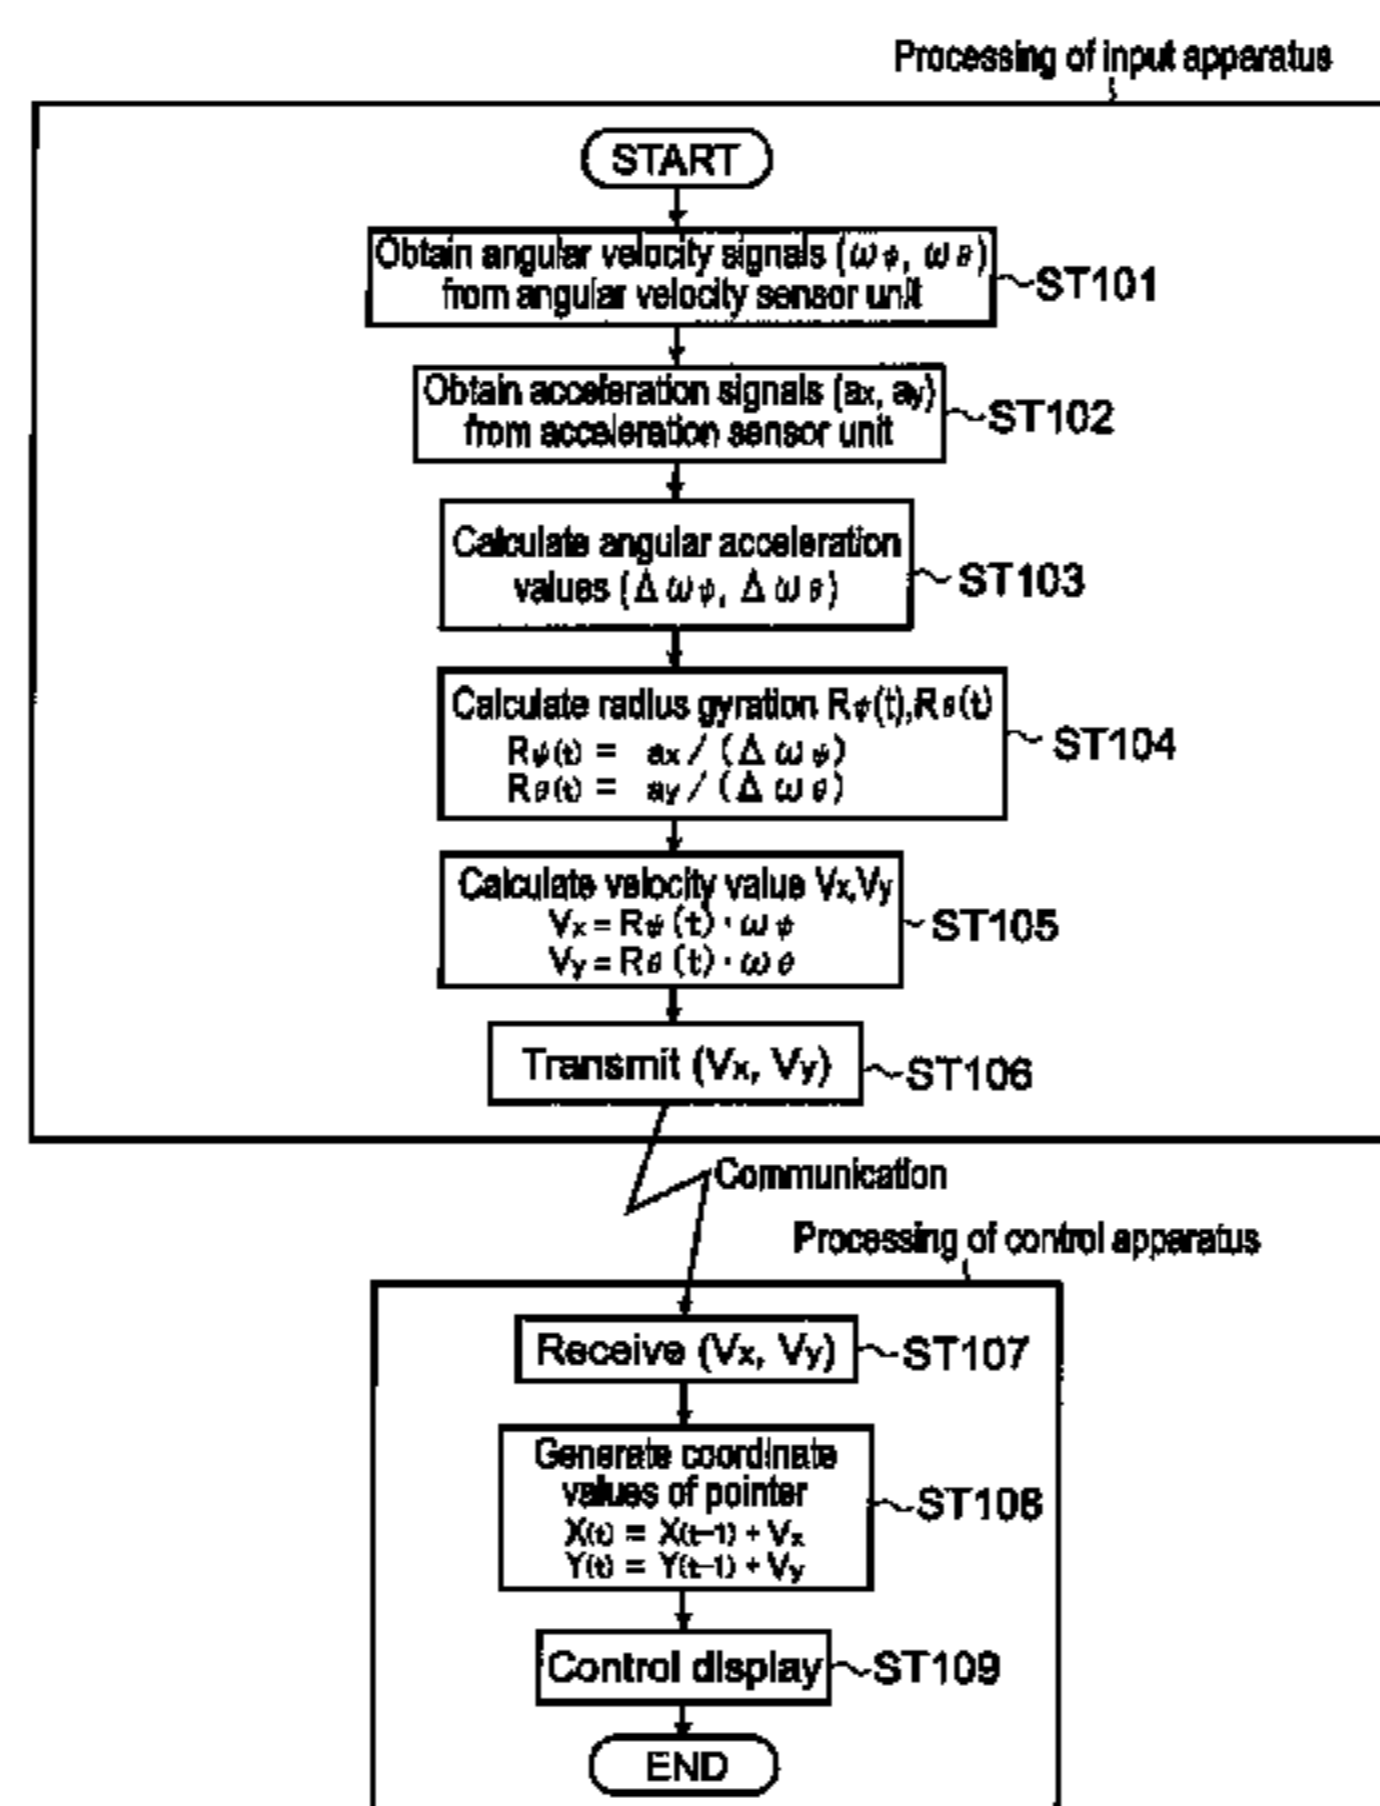 Processing of input apparatus
START
Obtain angular velocity signals (ωψ, ωθ)
from angular velocity sensor unit
ST101
Obtain acceleration signals (ax, ay)
from acceleration sensor unit
ST102
Calculate angular acceleration
values (Δωψ, Δωθ)
ST103
Calculate radius gyration Rψ(t),Rθ(t)
Rψ(t) = ax/(Δωψ)
Rθ(t) = ay/(Δωθ)
ST104
Calculate velocity value Vx,Vy
Vx=Rψ(t)·ωψ
Vy=Rθ(t)·ωθ
ST105
Transmit (Vx, Vy)
ST106
Communication
Processing of control apparatus
Receive (Vx, Vy)
ST107
Generate coordinate
values of pointer
X(t) = X(t-1) + Vx
Y(t) = Y(t-1) + Vy
ST108
Control display
ST109
END